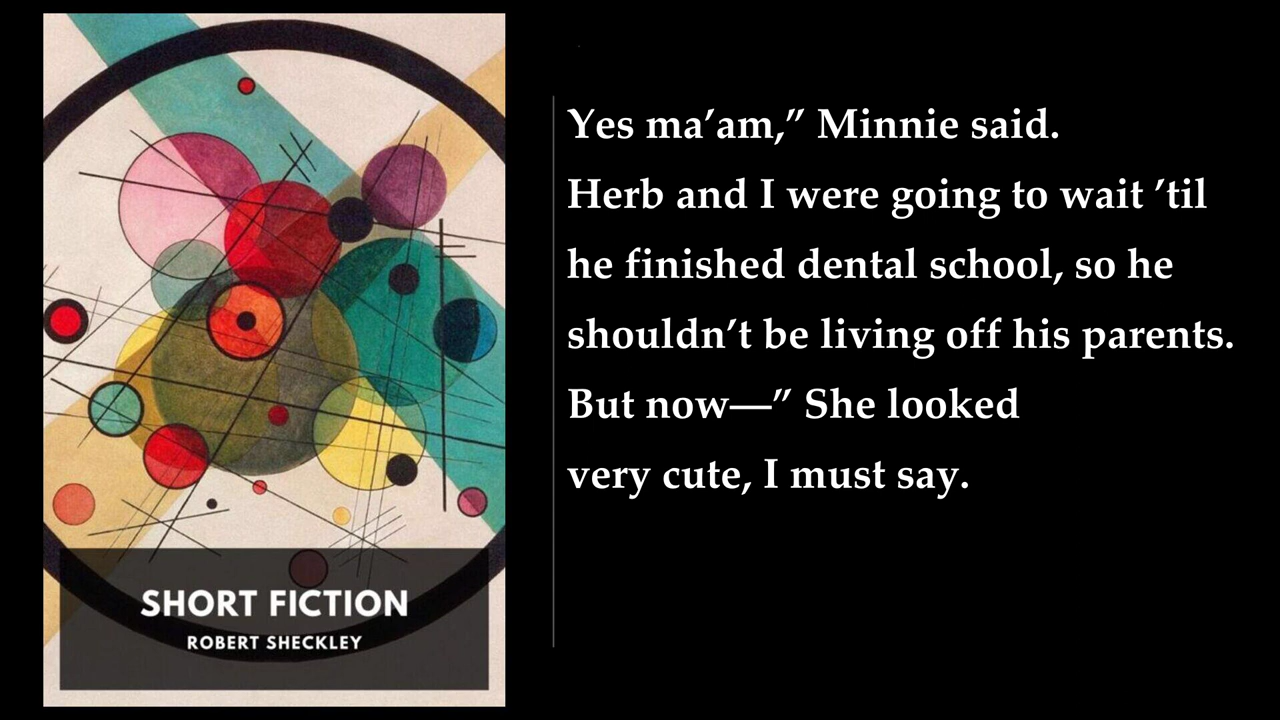 SHORT FICTION
ROBERT SHECKLEY
Yes ma’am,” Minnie said.
Herb and I were going to wait ’til
he finished dental school, so he
shouldn’t be living off his parents.
But now—” She looked
very cute, I must say.